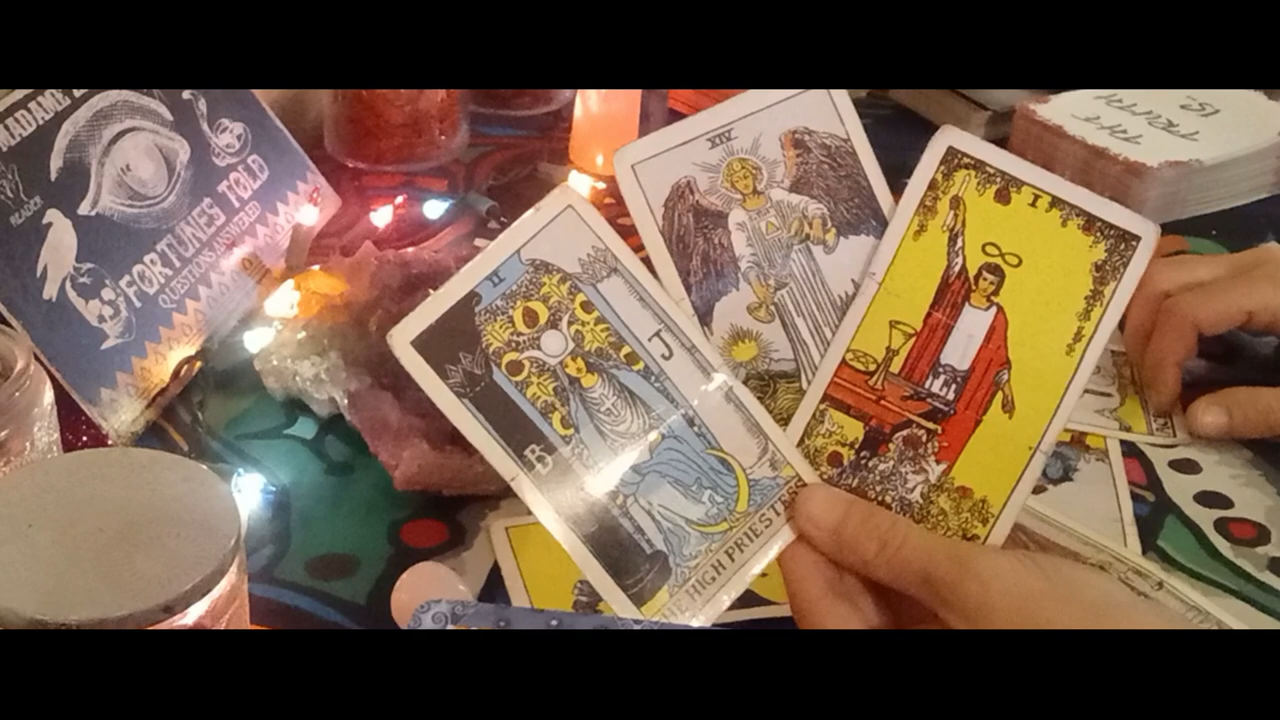 MADAME
READER
FORTUNES TOLD
QUESTIONS ANSWERED
II
B
J
THE HIGH PRIESTESS
XIV
I
THE
TRUTH
IS